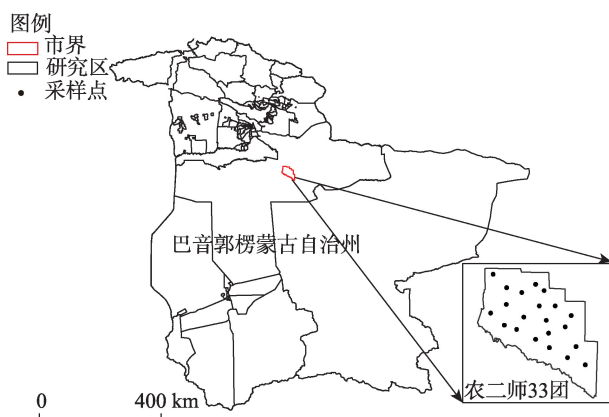 图例
市界
研究区
采样点
巴音郭楞蒙古自治州
农二师33团
0 400 km